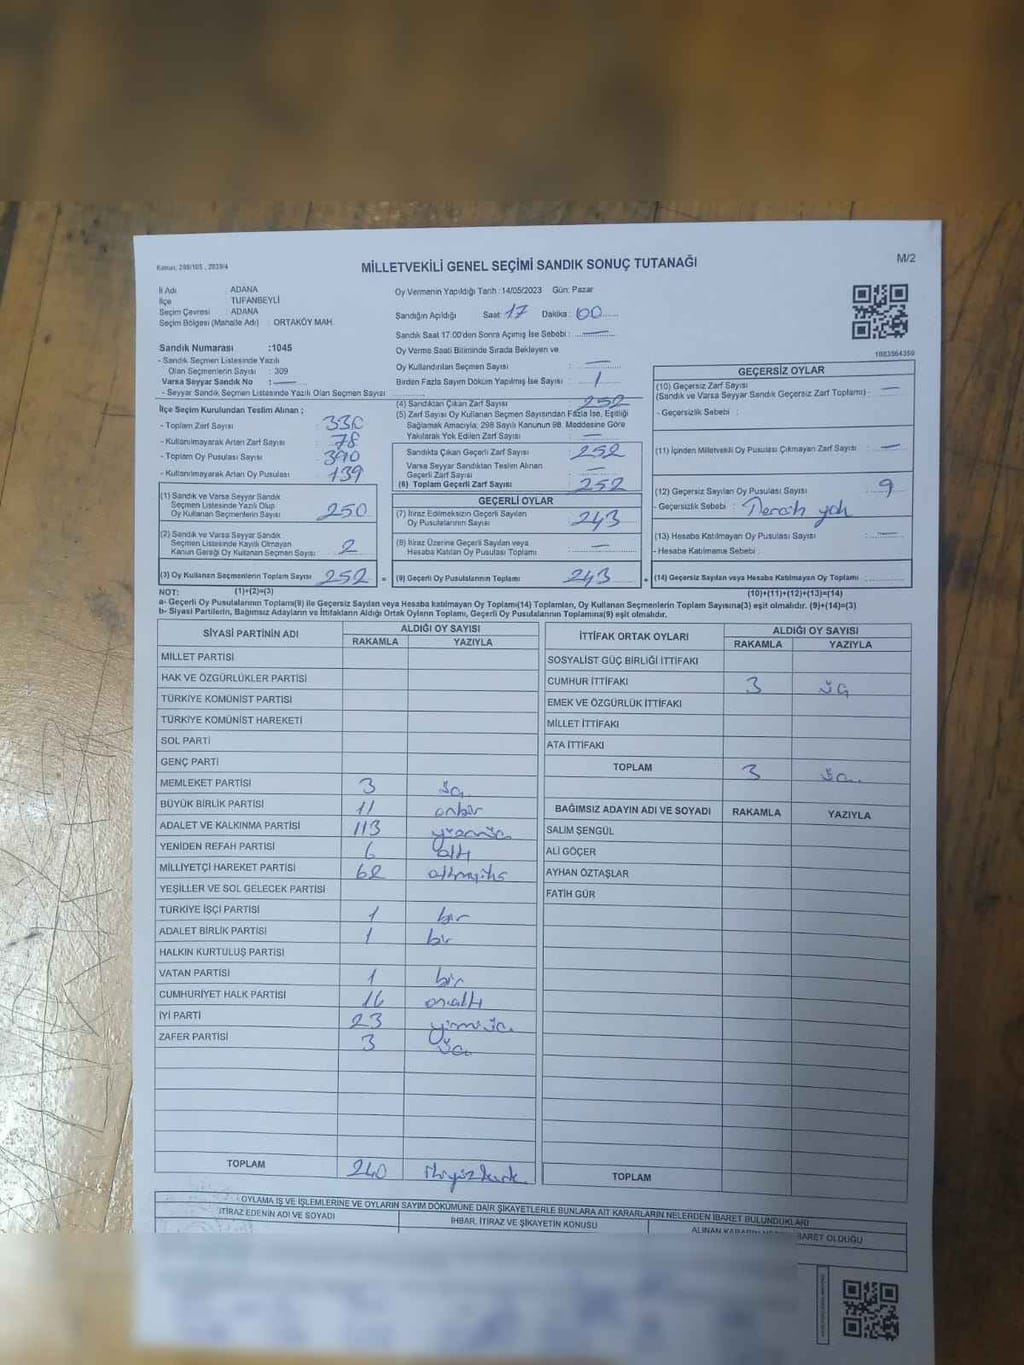 Kanun: 298/105 , 2839/4
MİLLETVEKİLİ GENEL SEÇİMİ SANDIK SONUÇ TUTANAĞI
M/2
İl Adı ADANA
İlçe TUFANBEYLİ
Seçim Çevresi : ADANA
Seçim Bölgesi (Mahalle Adı) : ORTAKÖY MAH.
Oy Vermenin Yapıldığı Tarih : 14/05/2023 Gün: Pazar
Sandığın Açıldığı Saat: 17 Dakika : 00
Sandık Saat 17:00'den Sonra Açılmış İse Sebebi :
Sandık Numarası :1045
- Sandık Seçmen Listesinde Yazılı
Olan Seçmenlerin Sayısı : 309
Varsa Seyyar Sandık No :
- Seyyar Sandık Seçmen Listesinde Yazılı Olan Seçmen Sayısı
Oy Verme Saati Bitiminde Sırada Bekleyen ve
Oy Kullandırılan Seçmen Sayısı :
Birden Fazla Sayım Döküm Yapılmış İse Sayısı : 1
İlçe Seçim Kurulundan Teslim Alınan ;
- Toplam Zarf Sayısı : 330
- Kullanılmayarak Artan Zarf Sayısı : 78
- Toplam Oy Pusulası Sayısı : 390
- Kullanılmayarak Artan Oy Pusulası : 139
(1) Sandık ve Varsa Seyyar Sandık
Seçmen Listesinde Yazılı Olup
Oy Kullanan Seçmenlerin Sayısı : 250
(2) Sandık ve Varsa Seyyar Sandık
Seçmen Listesinde Kayıtlı Olmayan
Kanun Gereği Oy Kullanan Seçmen Sayısı : 2
(3) Oy Kullanan Seçmenlerin Toplam Sayısı 252
(4) Sandıktan Çıkan Zarf Sayısı : 252
(5) Zarf Sayısı Oy Kullanan Seçmen Sayısından Fazla İse, Eşitliği
Sağlamak Amacıyla; 298 Sayılı Kanunun 98. Maddesine Göre
Yakılarak Yok Edilen Zarf Sayısı :
Sandıkta Çıkan Geçerli Zarf Sayısı : 252
Varsa Seyyar Sandıktan Teslim Alınan
Geçerli Zarf Sayısı :
(6) Toplam Geçerli Zarf Sayısı : 252
GEÇERLİ OYLAR
(7) İtiraz Edilmeksizin Geçerli Sayılan
Oy Pusulalarının Sayısı : 243
(8) İtiraz Üzerine Geçerli Sayılan veya
Hesaba Katılan Oy Pusulası Toplamı :
= (9) Geçerli Oy Pusulalarının Toplamı 243
1083564359
GEÇERSİZ OYLAR
(10) Geçersiz Zarf Sayısı
(Sandık ve Varsa Seyyar Sandık Geçersiz Zarf Toplamı) :
- Geçersizlik Sebebi :
(11) İçinden Milletvekili Oy Pusulası Çıkmayan Zarf Sayısı :
(12) Geçersiz Sayılan Oy Pusulası Sayısı : 9
- Geçersizlik Sebebi : Tercih yok
(13) Hesaba Katılmayan Oy Pusulası Sayısı :
- Hesaba Katılmama Sebebi :
+ (14) Geçersiz Sayılan veya Hesaba Katılmayan Oy Toplamı
NOT: (1)+(2)=(3) (10)+(11)+(12)+(13)=(14)
a- Geçerli Oy Pusulalarının Toplamı(9) ile Geçersiz Sayılan veya Hesaba Katılmayan Oy Toplamı(14) Toplamları, Oy Kullanan Seçmenlerin Toplam Sayısına(3) eşit olmalıdır. (9)+(14)=(3)
b- Siyasi Partilerin, Bağımsız Adayların ve İttifakların Aldığı Ortak Oyların Toplamı, Geçerli Oy Pusulalarının Toplamına(9) eşit olmalıdır.
SİYASİ PARTİNİN ADI ALDIĞI OY SAYISI
RAKAMLA YAZIYLA
MİLLET PARTİSİ
HAK VE ÖZGÜRLÜKLER PARTİSİ
TÜRKİYE KOMÜNİST PARTİSİ
TÜRKİYE KOMÜNİST HAREKETİ
SOL PARTİ
GENÇ PARTİ
MEMLEKET PARTİSİ 3 üç
BÜYÜK BİRLİK PARTİSİ 11 onbir
ADALET VE KALKINMA PARTİSİ 113
YENİDEN REFAH PARTİSİ 6 altı
MİLLİYETÇİ HAREKET PARTİSİ 62 altmışiki
YEŞİLLER VE SOL GELECEK PARTİSİ
TÜRKİYE İŞÇİ PARTİSİ 1 bir
ADALET BİRLİK PARTİSİ 1 bir
HALKIN KURTULUŞ PARTİSİ
VATAN PARTİSİ 1 bir
CUMHURİYET HALK PARTİSİ 16 onaltı
İYİ PARTİ 23 yirmiüç
ZAFER PARTİSİ 3 üç
TOPLAM 240 ikiyüzkırk
İTTİFAK ORTAK OYLARI ALDIĞI OY SAYISI
RAKAMLA YAZIYLA
SOSYALİST GÜÇ BİRLİĞİ İTTİFAKI
CUMHUR İTTİFAKI 3 üç
EMEK VE ÖZGÜRLÜK İTTİFAKI
MİLLET İTTİFAKI
ATA İTTİFAKI
TOPLAM 3 üç
BAĞIMSIZ ADAYIN ADI VE SOYADI RAKAMLA YAZIYLA
SALİM ŞENGÜL
ALİ GÖÇER
AYHAN ÖZTAŞLAR
FATİH GÜR
TOPLAM
OYLAMA İŞ VE İŞLEMLERİNE VE OYLARIN SAYIM DÖKÜMÜNE DAİR ŞİKAYETLERLE BUNLARA AİT KARARLARIN NELERDEN İBARET BULUNDUKLARI
İTİRAZ EDENİN ADI VE SOYADI İHBAR, İTİRAZ VE ŞİKAYETİN KONUSU ALINAN